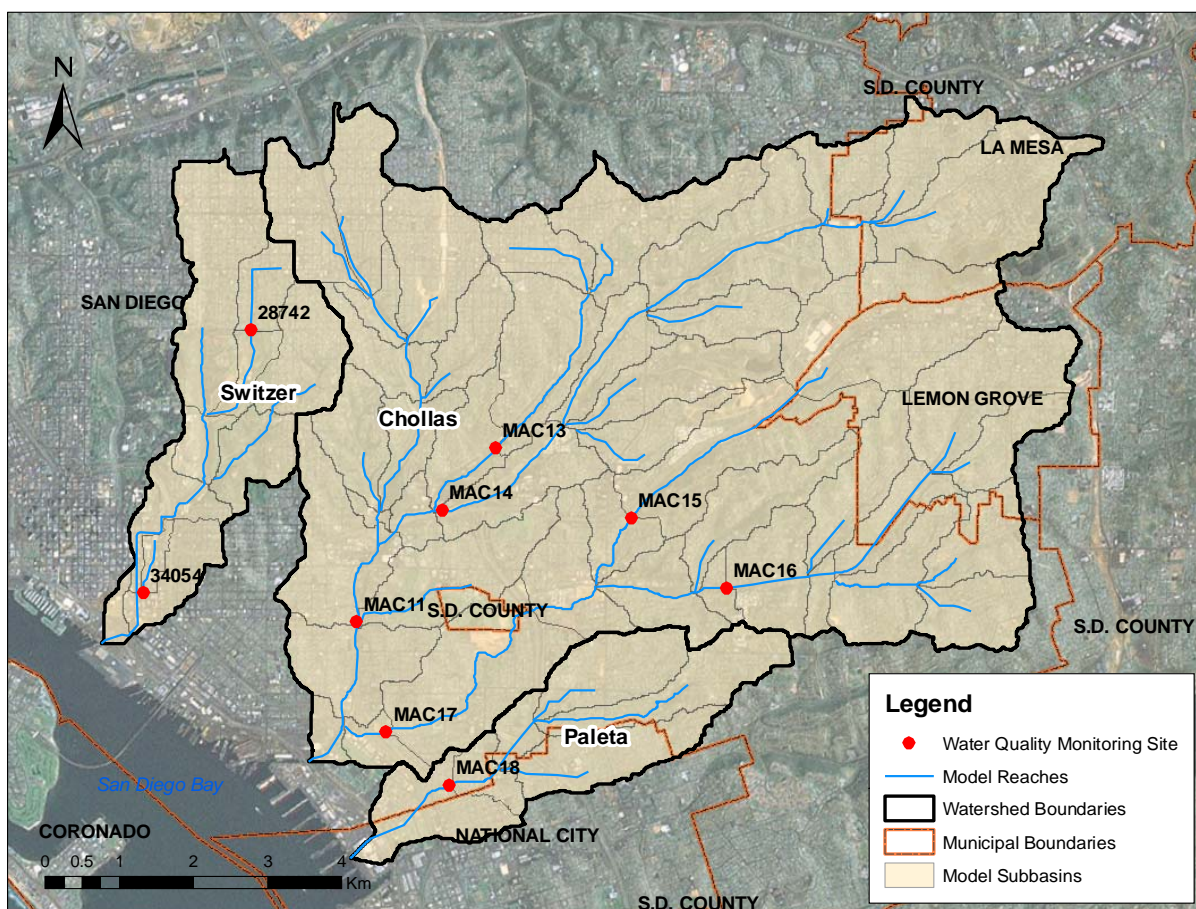 N
S.D. COUNTY
LA MESA
SAN DIEGO
28742
Switzer
Chollas
LEMON GROVE
MAC13
MAC14
MAC15
34054
MAC16
MAC11
S.D. COUNTY
S.D. COUNTY
MAC17
Paleta
MAC18
San Diego Bay
CORONADO
NATIONAL CITY
0 0.5 1 2 3 4
Km
S.D. COUNTY
Legend
Water Quality Monitoring Site
Model Reaches
Watershed Boundaries
Municipal Boundaries
Model Subbasins